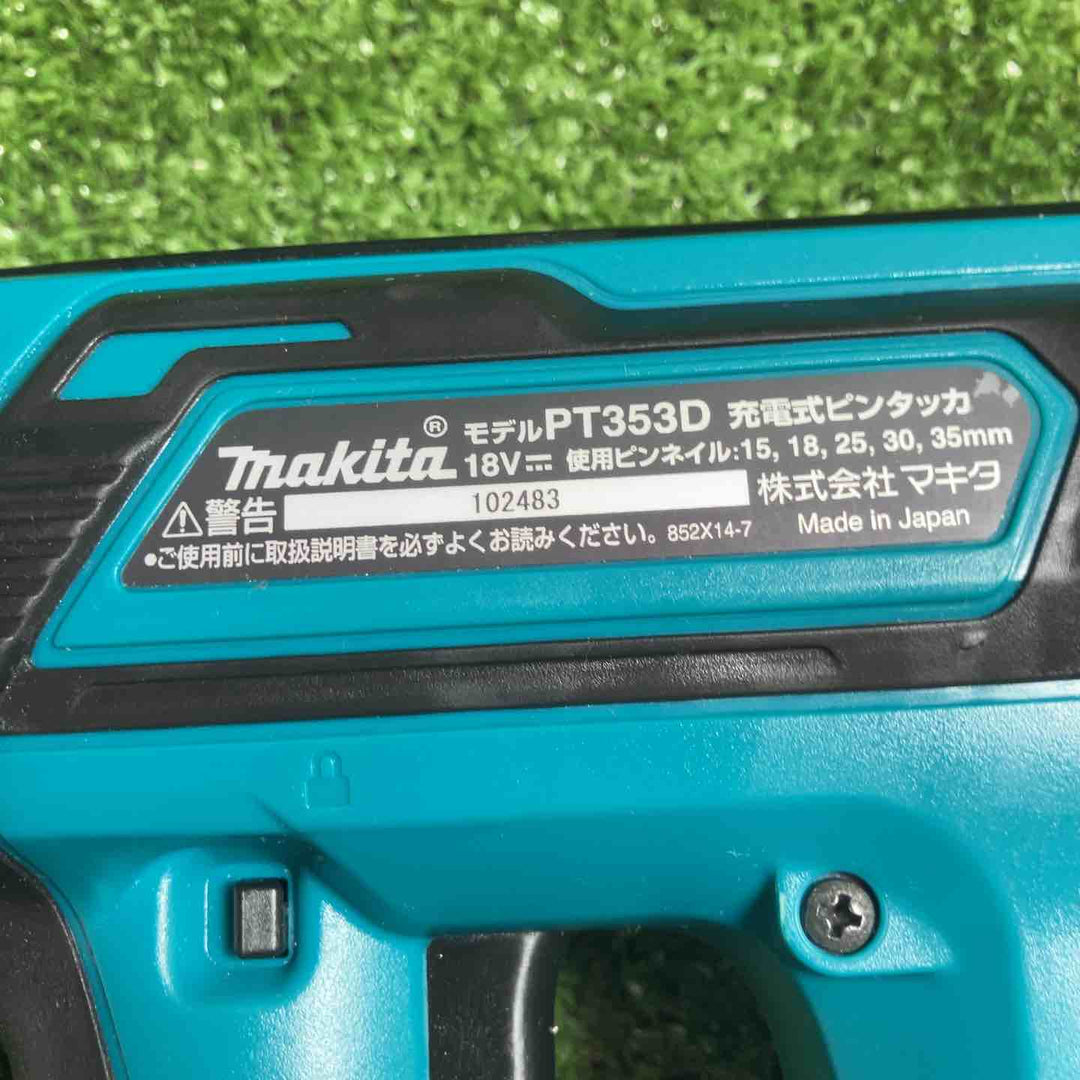 makita® モデルPT353D 充電式ピンタッカ
18V⎓ 使用ピンネイル:15, 18, 25, 30, 35mm
⚠警告 102483 株式会社 マキタ
•ご使用前に取扱説明書を必ずよくお読みください。 852X14-7 Made in Japan